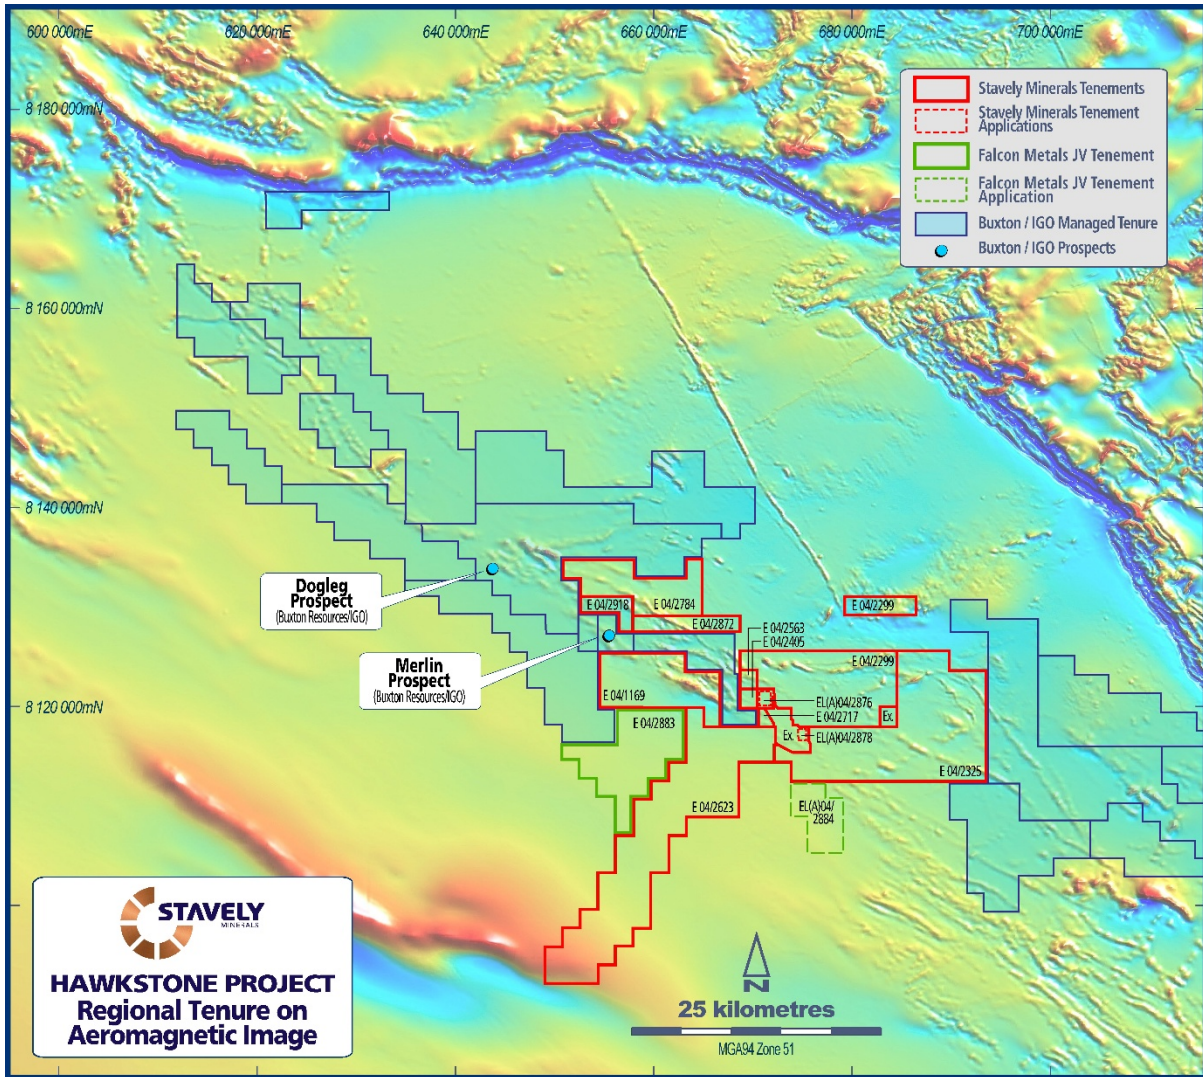 600 000mE
620 000mE
640 000mE
660 000mE
680 000mE
700 000mE
8 180 000mN
8 160 000mN
8 140 000mN
8 120 000mN
Stavely Minerals Tenements
Stavely Minerals Tenement
Applications
Falcon Metals JV Tenement
Falcon Metals JV Tenement
Application
Buxton / IGO Managed Tenure
Buxton / IGO Prospects
Dogleg
Prospect
(Buxton Resources/IGO)
Merlin
Prospect
(Buxton Resources/IGO)
E 04/2918
E 04/2784
E 04/2872
E 04/2299
E 04/2563
E 04/2405
E 04/2299
E 04/1169
EL(A)04/2876
E 04/2717
Ex.
E 04/2883
Ex.
EL(A)04/2878
E 04/2325
E 04/2623
EL(A)04/
2884
STAVELY
MINERALS
HAWKSTONE PROJECT
Regional Tenure on
Aeromagnetic Image
N
25 kilometres
MGA94 Zone 51